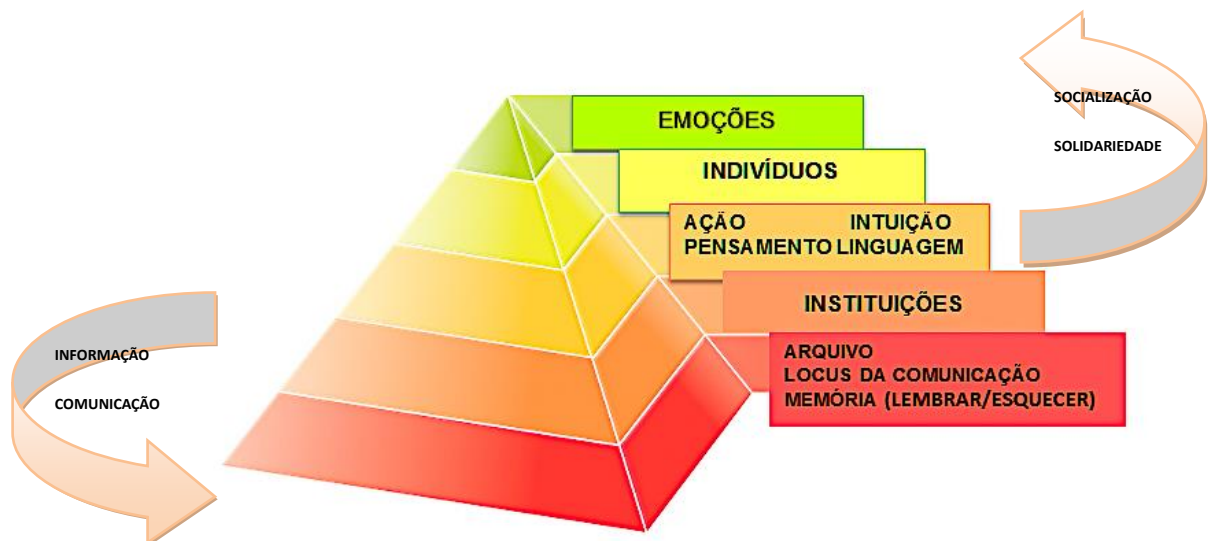 EMOÇÕES
INDIVÍDUOS
AÇÃO INTUIÇÃO
PENSAMENTO LINGUAGEM
INSTITUIÇÕES
ARQUIVO
LOCUS DA COMUNICAÇÃO
MEMÓRIA (LEMBRAR/ESQUECER)
SOCIALIZAÇÃO
SOLIDARIEDADE
INFORMAÇÃO
COMUNICAÇÃO